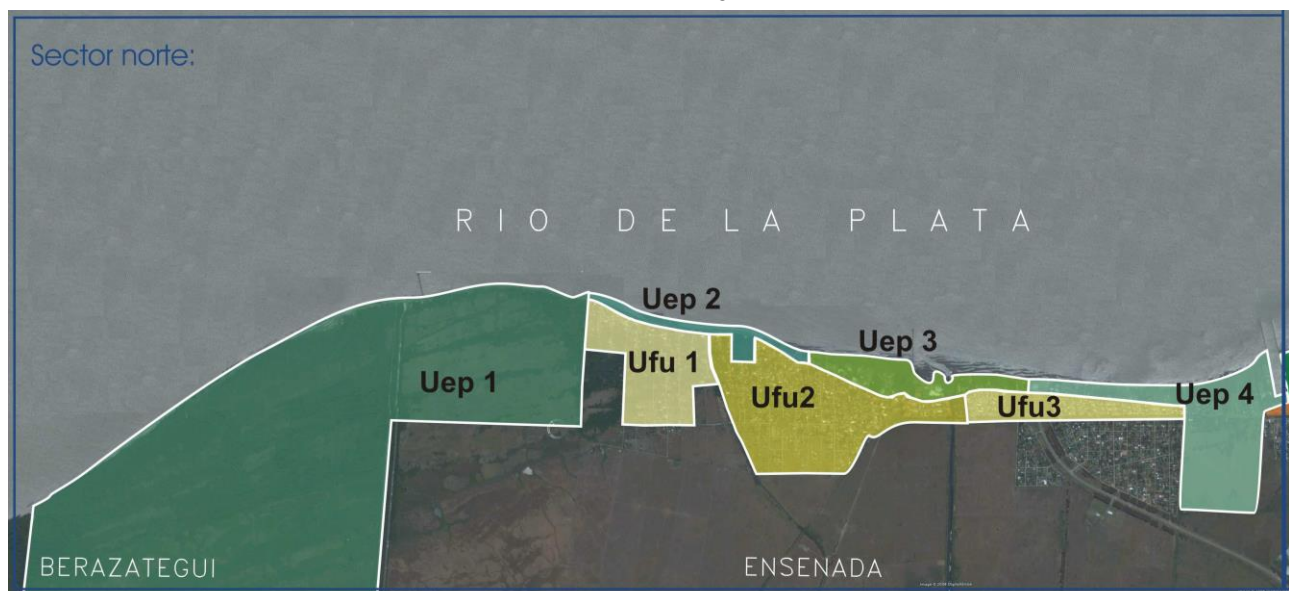 Sector norte:
RIO DE LA PLATA
Uep 2
Uep 3
Ufu 1
Uep 1
Uep 4
Ufu2
Ufu3
BERAZATEGUI
ENSENADA